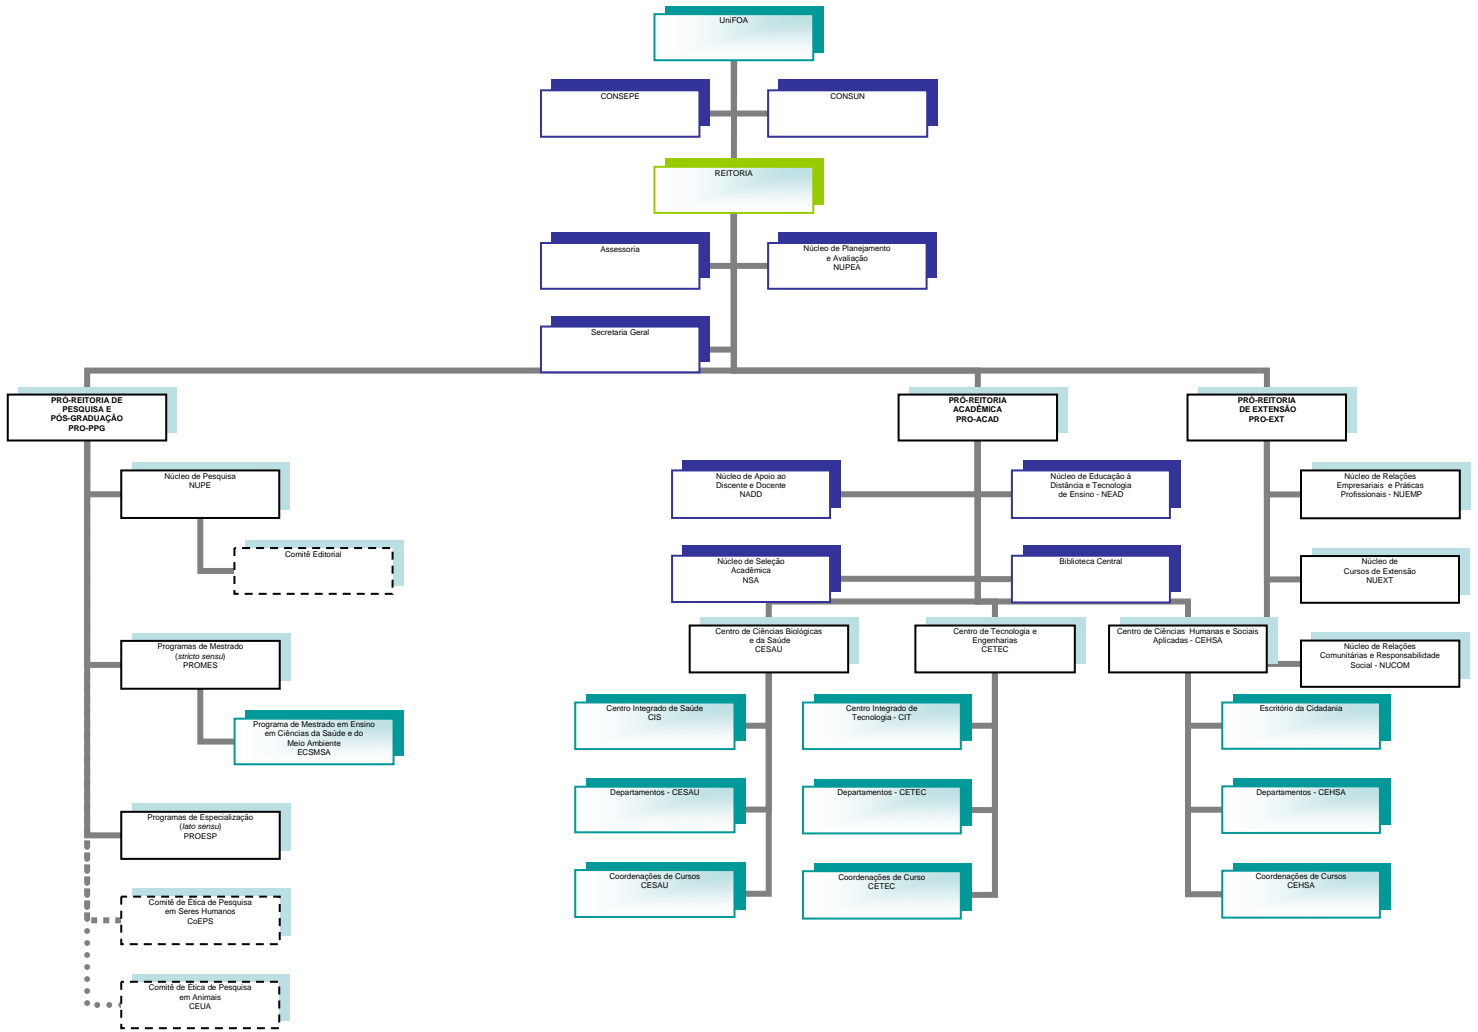 UniFOA
CONSEPE
CONSUN
REITORIA
Assessoria
Núcleo de Planejamento
e Avaliação
NUPEA
Secretaria Geral
PRÓ-REITORIA DE
PESQUISA E
PÓS-GRADUAÇÃO
PRO-PPG
PRÓ-REITORIA
ACADÊMICA
PRO-ACAD
PRÓ-REITORIA
DE EXTENSÃO
PRO-EXT
Núcleo de Pesquisa
NUPE
Núcleo de Apoio ao
Discente e Docente
NADD
Núcleo de Educação à
Distância e Tecnologia
de Ensino - NEAD
Núcleo de Relações
Empresariais e Práticas
Profissionais - NUEMP
Comitê Editorial
Núcleo de Seleção
Acadêmica
NSA
Biblioteca Central
Núcleo de
Cursos de Extensão
NUEXT
Programas de Mestrado
(stricto sensu)
PROMES
Centro de Ciências Biológicas
e da Saúde
CESAU
Centro de Tecnologia e
Engenharias
CETEC
Centro de Ciências Humanas e Sociais
Aplicadas - CEHSA
Núcleo de Relações
Comunitárias e Responsabilidade
Social - NUCOM
Programa de Mestrado em Ensino
em Ciências da Saúde e do
Meio Ambiente
ECSMSA
Centro Integrado de Saúde
CIS
Centro Integrado de
Tecnologia - CIT
Escritório da Cidadania
Departamentos - CESAU
Departamentos - CETEC
Departamentos - CEHSA
Programas de Especialização
(lato sensu)
PROESP
Coordenações de Cursos
CESAU
Coordenações de Curso
CETEC
Coordenações de Cursos
CEHSA
Comitê de Ética de Pesquisa
em Seres Humanos
CoEPS
Comitê de Ética de Pesquisa
em Animais
CEUA